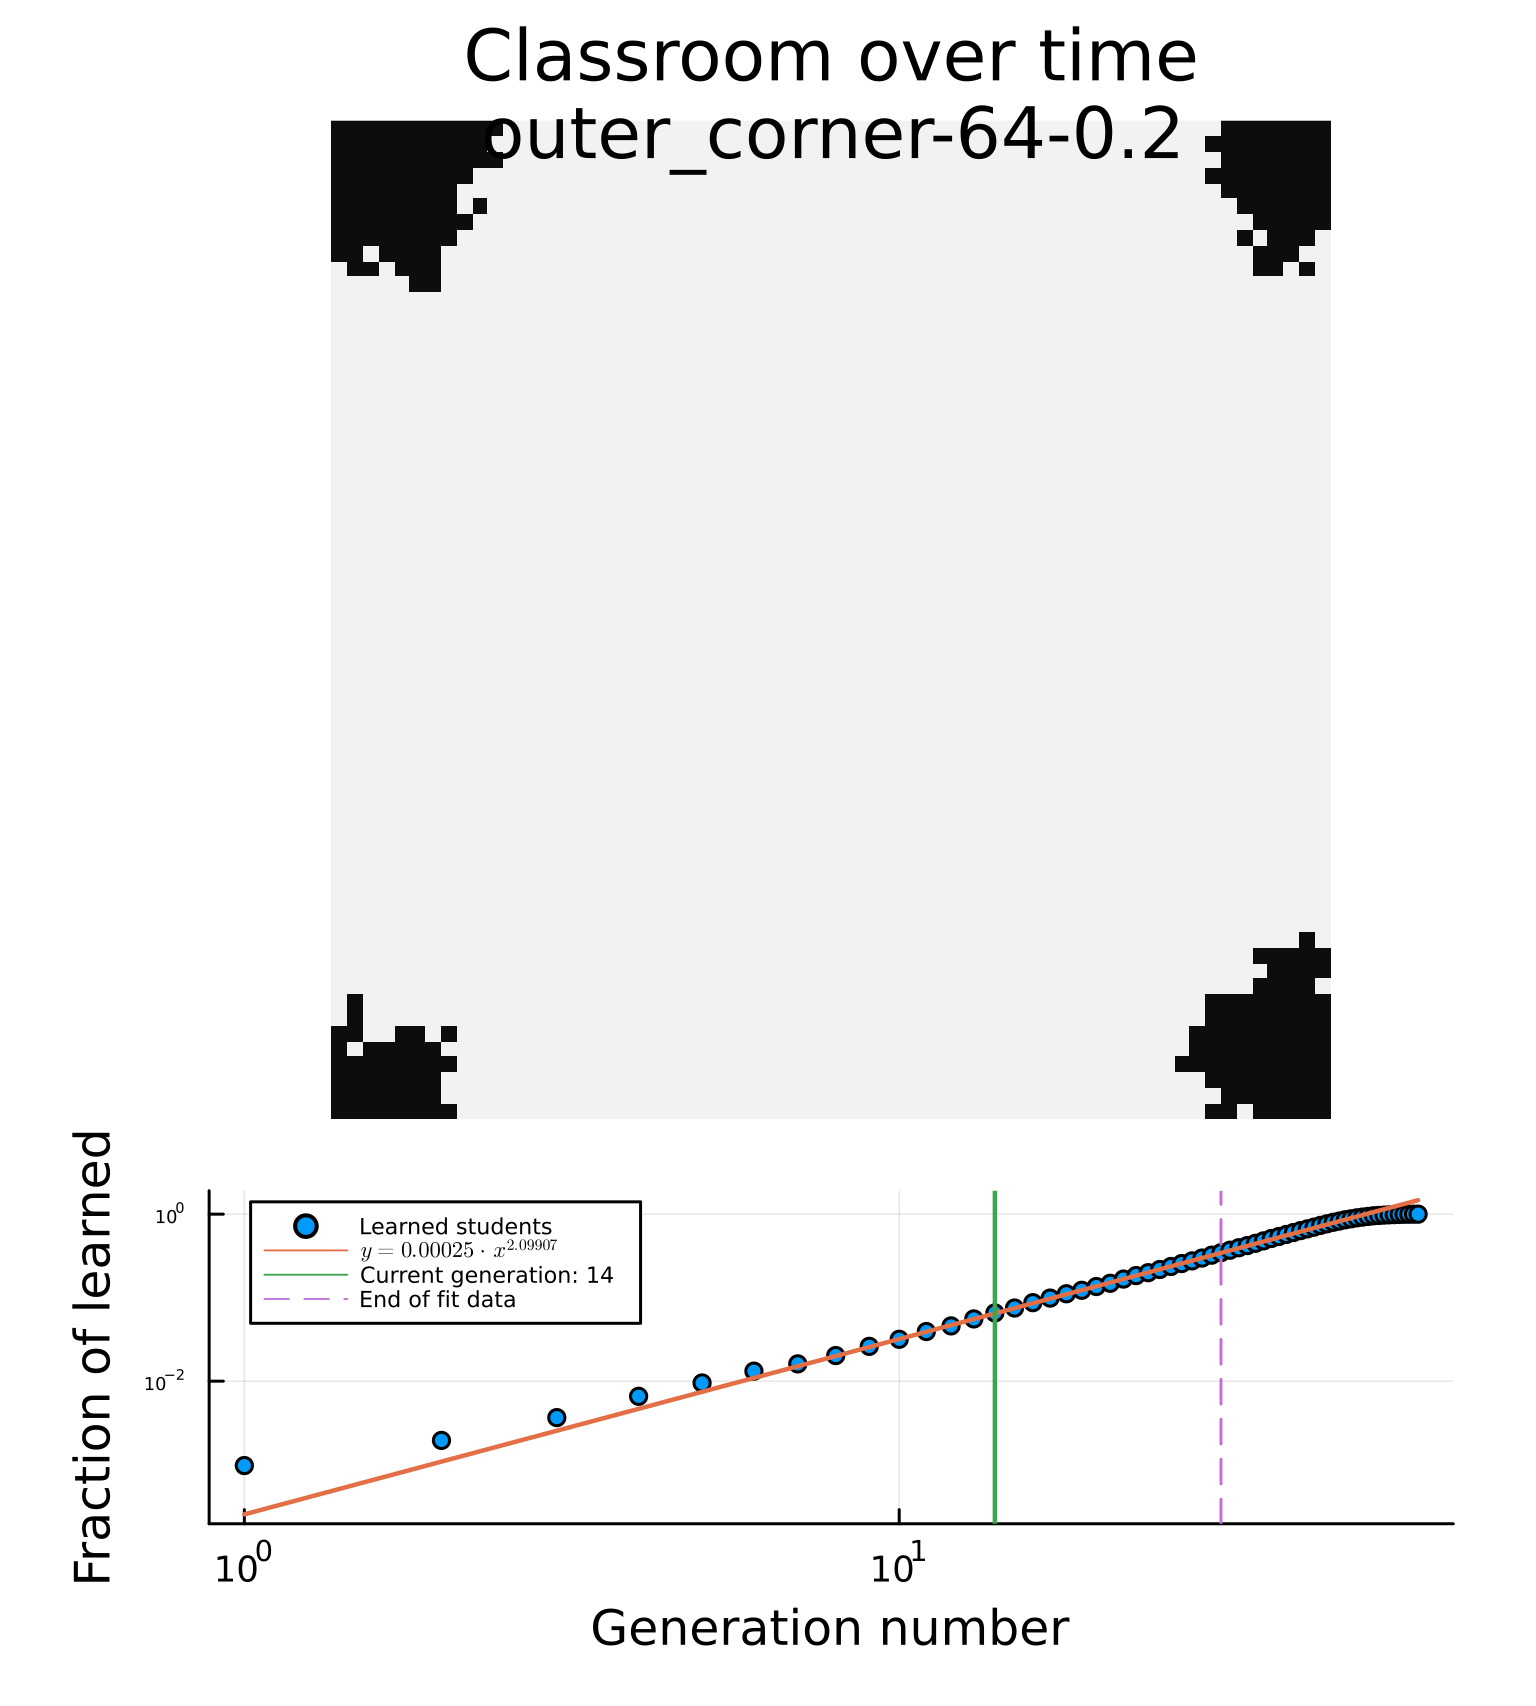 Classroom over time
outer_corner-64-0.2
Fraction of learned
10^0
10^−2
Learned students
y = 0.00025 · x^2.09907
Current generation: 14
End of fit data
10^0
10^1
Generation number